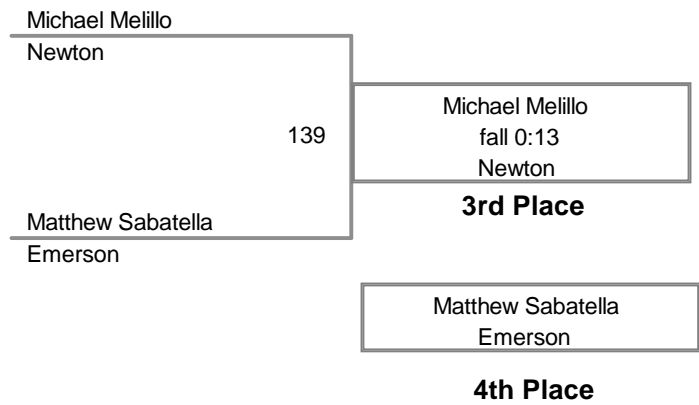 Michael Melillo
Newton
139
Michael Melillo
fall 0:13
Newton
3rd Place
Matthew Sabatella
Emerson
Matthew Sabatella
Emerson
4th Place